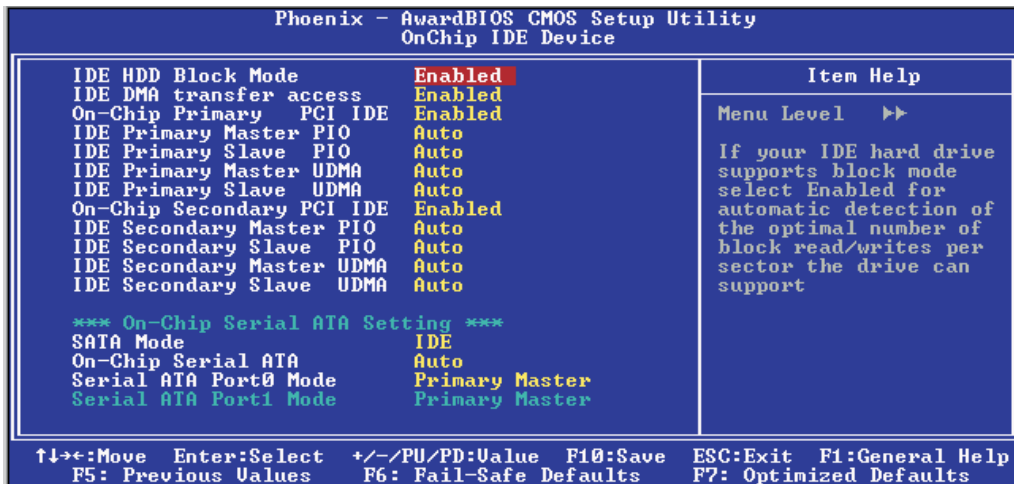 Phoenix - AwardBIOS CMOS Setup Utility
OnChip IDE Device
IDE HDD Block Mode Enabled
IDE DMA transfer access Enabled
On-Chip Primary PCI IDE Enabled
IDE Primary Master PIO Auto
IDE Primary Slave PIO Auto
IDE Primary Master UDMA Auto
IDE Primary Slave UDMA Auto
On-Chip Secondary PCI IDE Enabled
IDE Secondary Master PIO Auto
IDE Secondary Slave PIO Auto
IDE Secondary Master UDMA Auto
IDE Secondary Slave UDMA Auto
*** On-Chip Serial ATA Setting ***
SATA Mode IDE
On-Chip Serial ATA Auto
Serial ATA Port0 Mode Primary Master
Serial ATA Port1 Mode Primary Master
Item Help
Menu Level ▶▶
If your IDE hard drive
supports block mode
select Enabled for
automatic detection of
the optimal number of
block read/writes per
sector the drive can
support
↑↓→←:Move Enter:Select +/-/PU/PD:Value F10:Save ESC:Exit F1:General Help
F5: Previous Values F6: Fail-Safe Defaults F7: Optimized Defaults